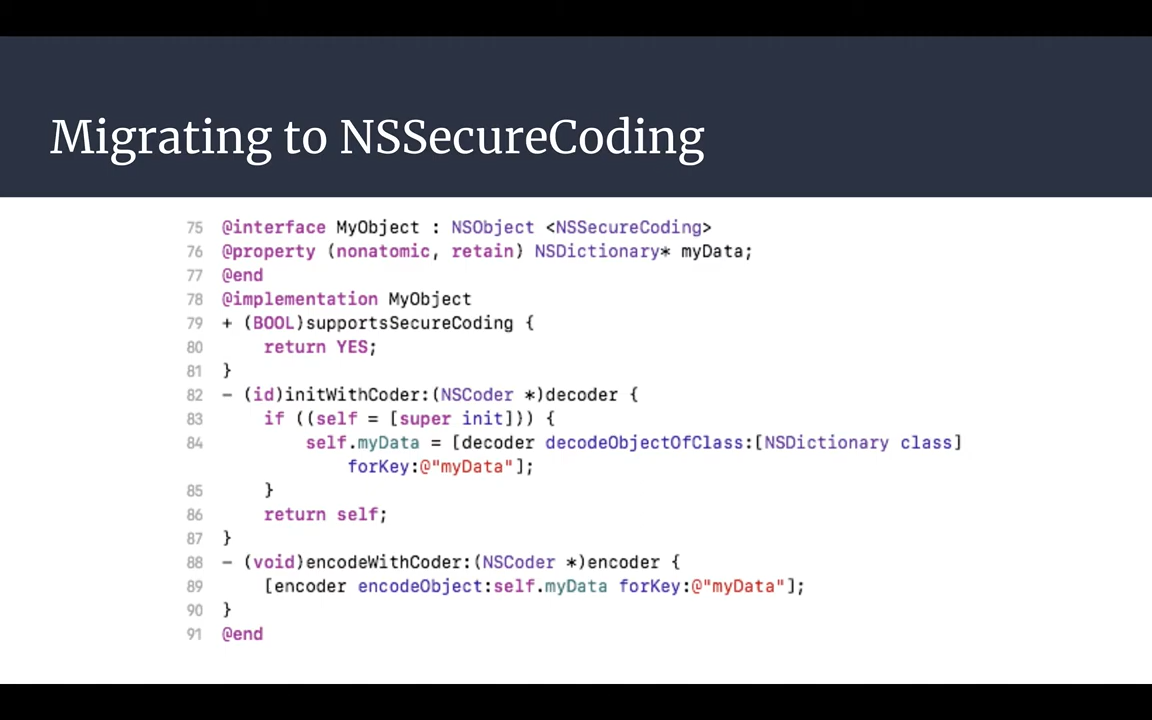 Migrating to NSSecureCoding
75 @interface MyObject : NSObject <NSSecureCoding>
76 @property (nonatomic, retain) NSDictionary* myData;
77 @end
78 @implementation MyObject
79 + (BOOL)supportsSecureCoding {
80 return YES;
81 }
82 - (id)initWithCoder:(NSCoder *)decoder {
83 if ((self = [super init])) {
84 self.myData = [decoder decodeObjectOfClass:[NSDictionary class]
forKey:@"myData"];
85 }
86 return self;
87 }
88 - (void)encodeWithCoder:(NSCoder *)encoder {
89 [encoder encodeObject:self.myData forKey:@"myData"];
90 }
91 @end